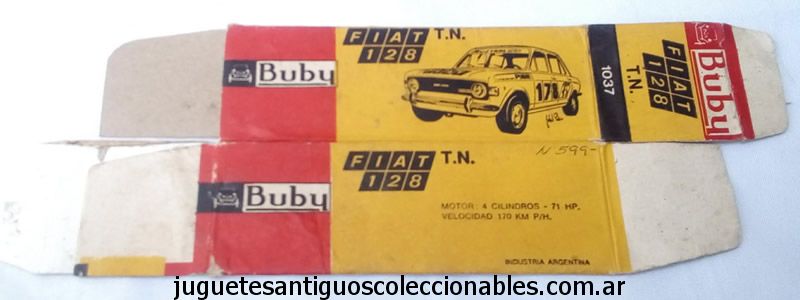 FIAT T.N.
128
Buby
178
Buby
FIAT
128
T.N.
1037
FIAT T.N.
128
N 599-
Buby
MOTOR: 4 CILINDROS - 71 HP.
VELOCIDAD 170 KM P/H.
INDUSTRIA ARGENTINA
juguetesantiguoscoleccionables.com.ar